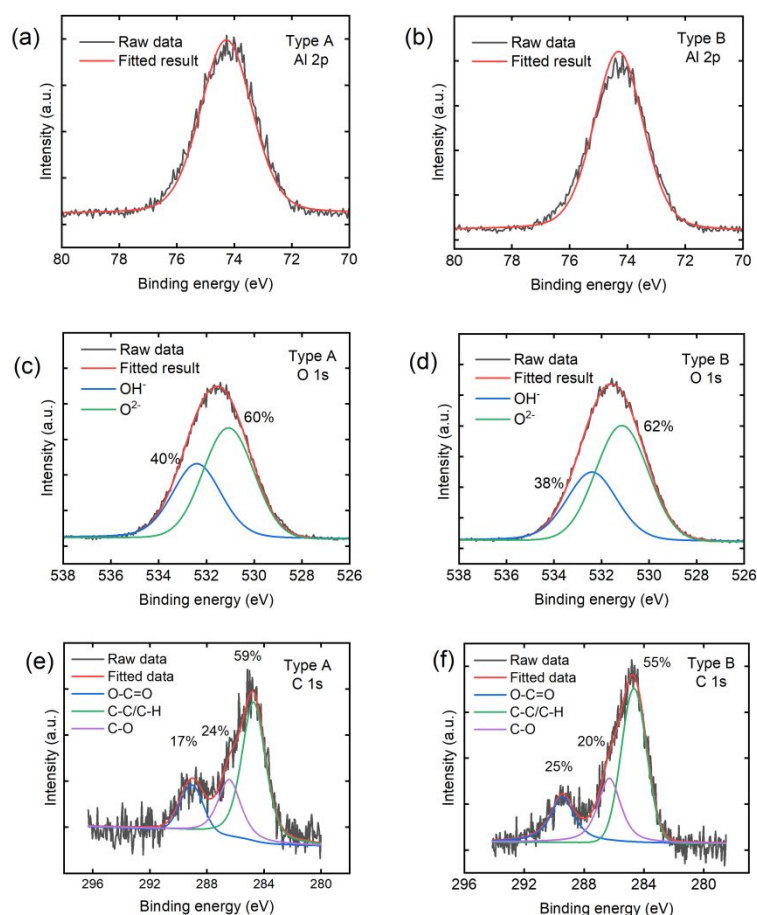 (a)
Raw data
Fitted result
Type A
Al 2p
Intensity (a.u.)
80 78 76 74 72 70
Binding energy (eV)
(b)
Raw data
Fitted result
Type B
Al 2p
Intensity (a.u.)
80 78 76 74 72 70
Binding energy (eV)
(c)
Raw data
Fitted result
OH⁻
O²⁻
Type A
O 1s
60%
40%
Intensity (a.u.)
538 536 534 532 530 528 526
Binding energy (eV)
(d)
Raw data
Fitted result
OH⁻
O²⁻
Type B
O 1s
62%
38%
Intensity (a.u.)
538 536 534 532 530 528 526
Binding energy (eV)
(e)
Raw data
Fitted data
O-C=O
C-C/C-H
C-O
59%
Type A
C 1s
24%
17%
Intensity (a.u.)
296 292 288 284 280
Binding energy (eV)
(f)
Raw data
Fitted data
O-C=O
C-C/C-H
C-O
55%
Type B
C 1s
20%
25%
Intensity (a.u.)
296 292 288 284 280
Binding energy (eV)